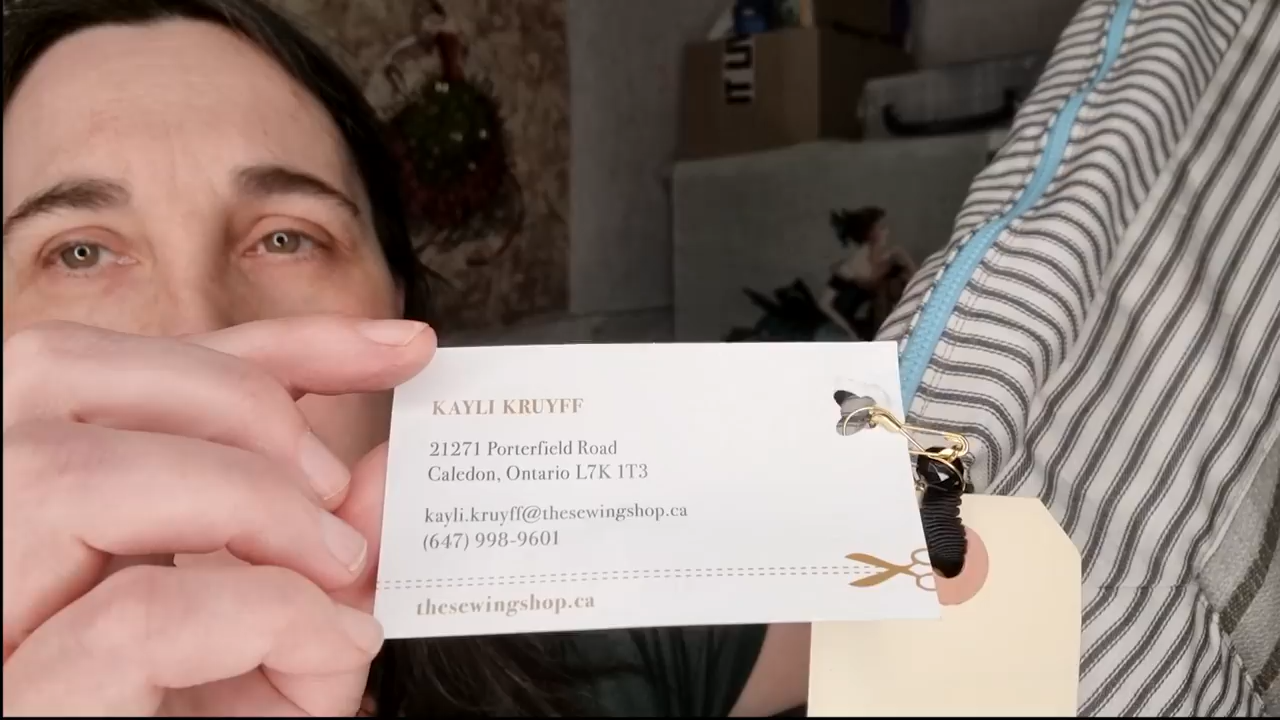 KAYLI KRUYFF
21271 Porterfield Road
Caledon, Ontario L7K 1T3
kayli.kruyff@thesewingshop.ca
(647) 998-9601
thesewingshop.ca